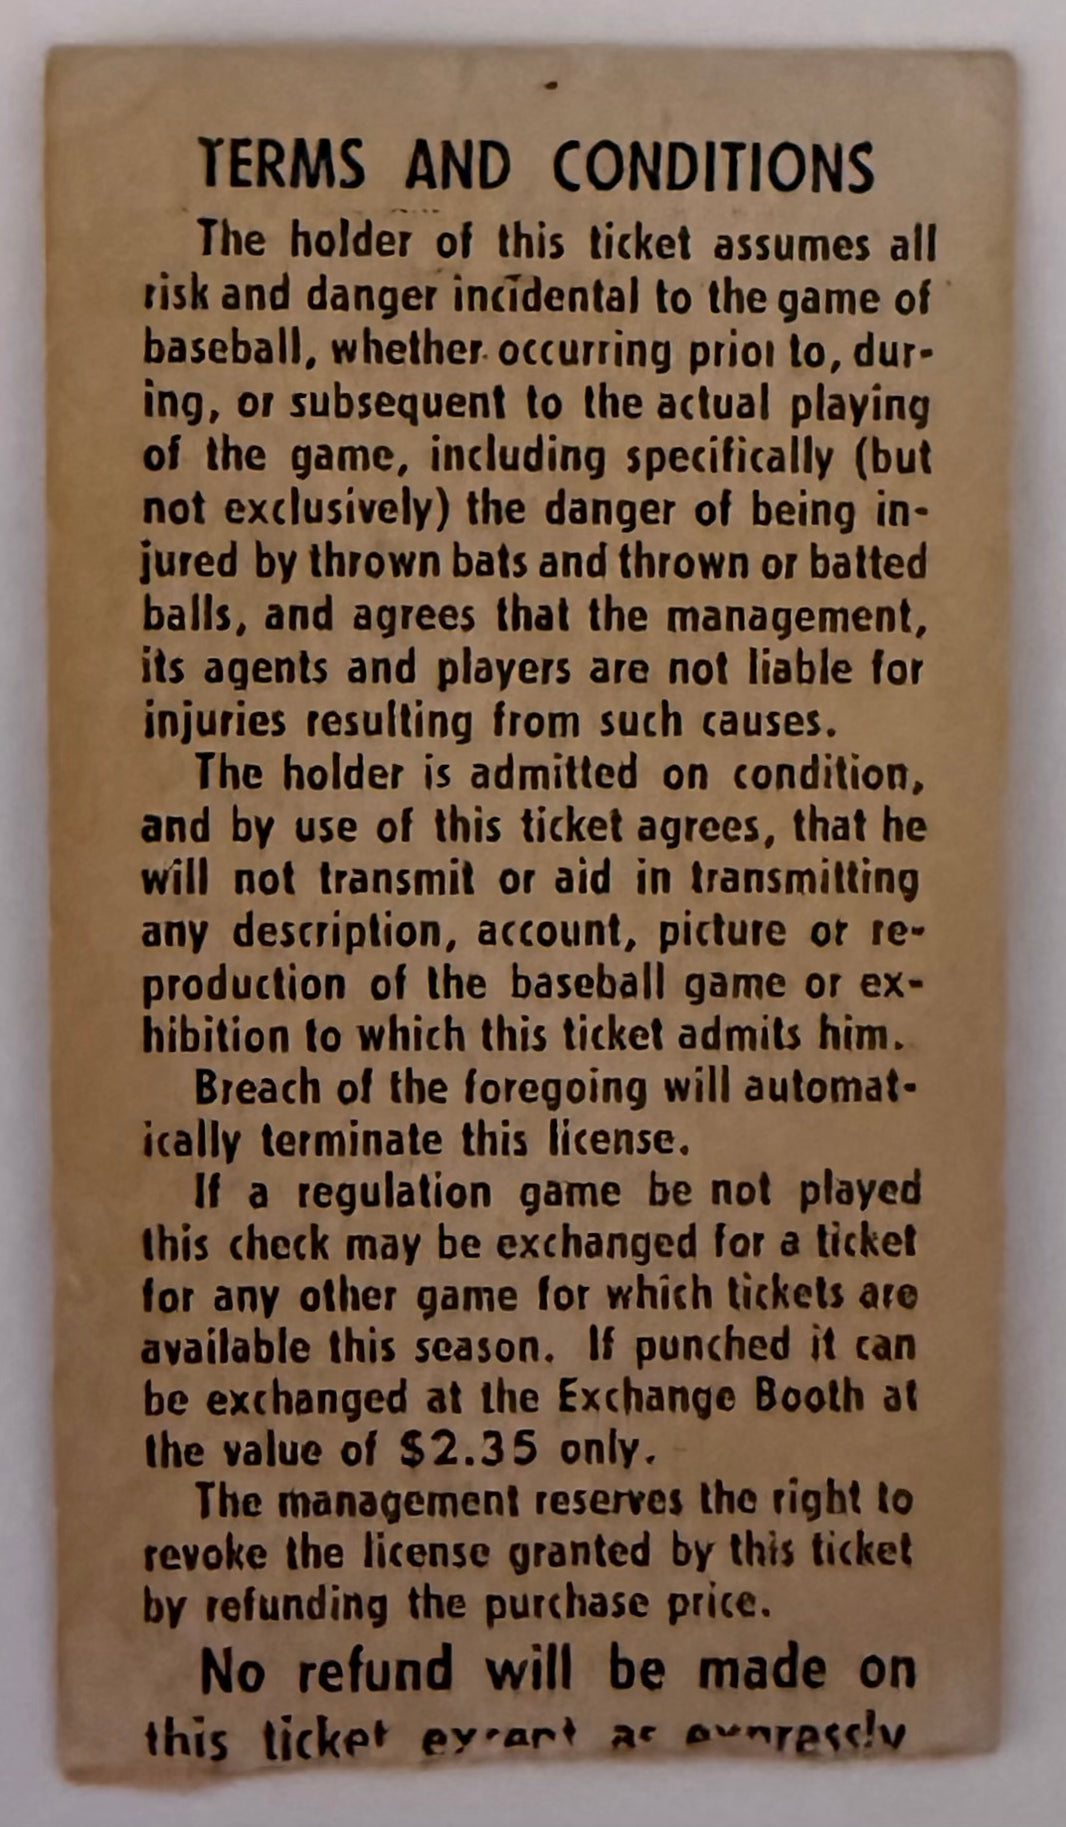 TERMS AND CONDITIONS
The holder of this ticket assumes all
risk and danger incidental to the game of
baseball, whether occurring prior to, dur-
ing, or subsequent to the actual playing
of the game, including specifically (but
not exclusively) the danger of being in-
jured by thrown bats and thrown or batted
balls, and agrees that the management,
its agents and players are not liable for
injuries resulting from such causes.
The holder is admitted on condition,
and by use of this ticket agrees, that he
will not transmit or aid in transmitting
any description, account, picture or re-
production of the baseball game or ex-
hibition to which this ticket admits him.
Breach of the foregoing will automat-
ically terminate this license.
If a regulation game be not played
this check may be exchanged for a ticket
for any other game for which tickets are
available this season. If punched it can
be exchanged at the Exchange Booth at
the value of $2.35 only.
The management reserves the right to
revoke the license granted by this ticket
by refunding the purchase price.
No refund will be made on
this ticket except as expressly